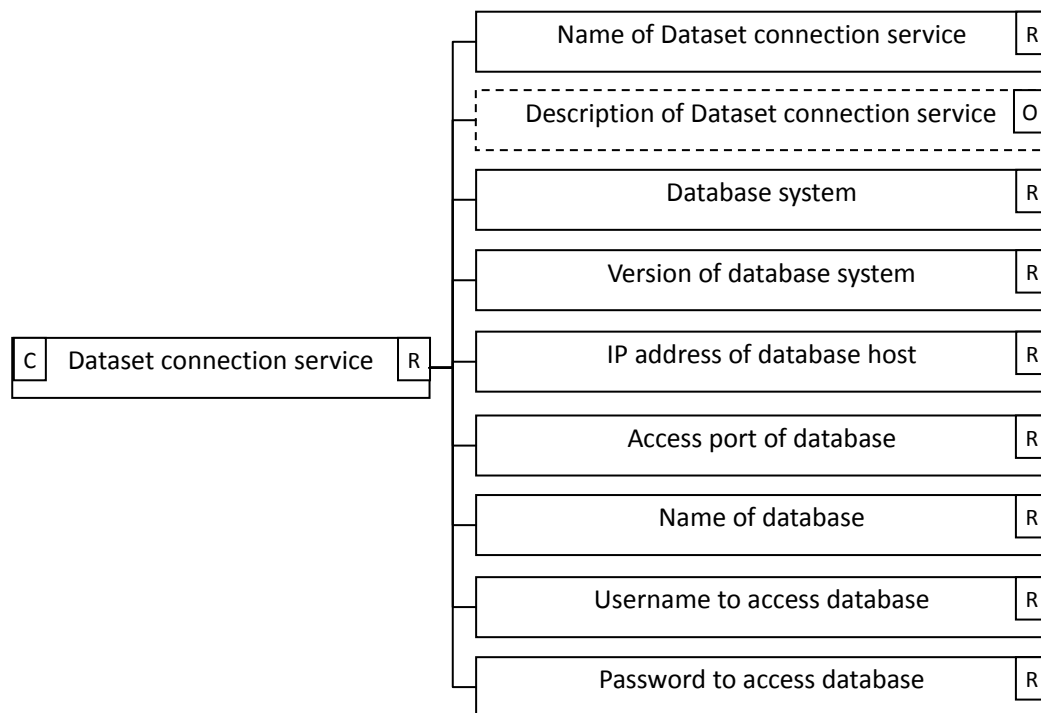 Name of Dataset connection service R
Description of Dataset connection service O
Database system R
Version of database system R
C Dataset connection service R
IP address of database host R
Access port of database R
Name of database R
Username to access database R
Password to access database R